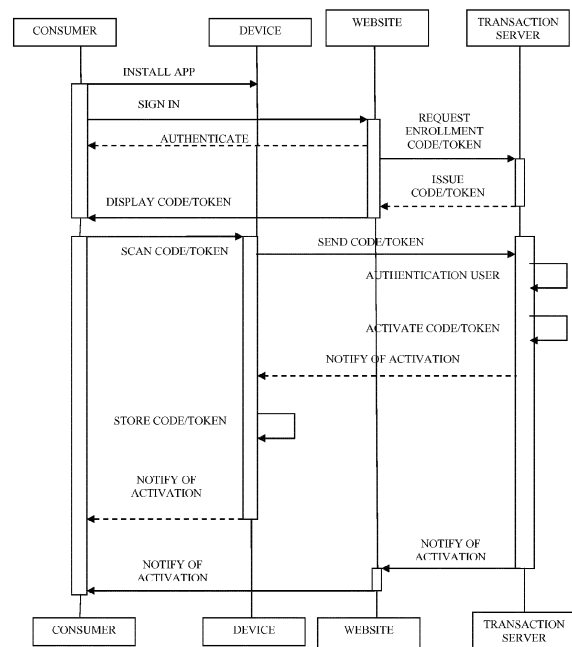 CONSUMER
DEVICE
WEBSITE
TRANSACTION
SERVER
INSTALL APP
SIGN IN
REQUEST
ENROLLMENT
CODE/TOKEN
AUTHENTICATE
ISSUE
CODE/TOKEN
DISPLAY CODE/TOKEN
SCAN CODE/TOKEN
SEND CODE/TOKEN
AUTHENTICATION USER
ACTIVATE CODE/TOKEN
NOTIFY OF ACTIVATION
STORE CODE/TOKEN
NOTIFY OF
ACTIVATION
NOTIFY OF
ACTIVATION
NOTIFY OF
ACTIVATION
CONSUMER
DEVICE
WEBSITE
TRANSACTION
SERVER